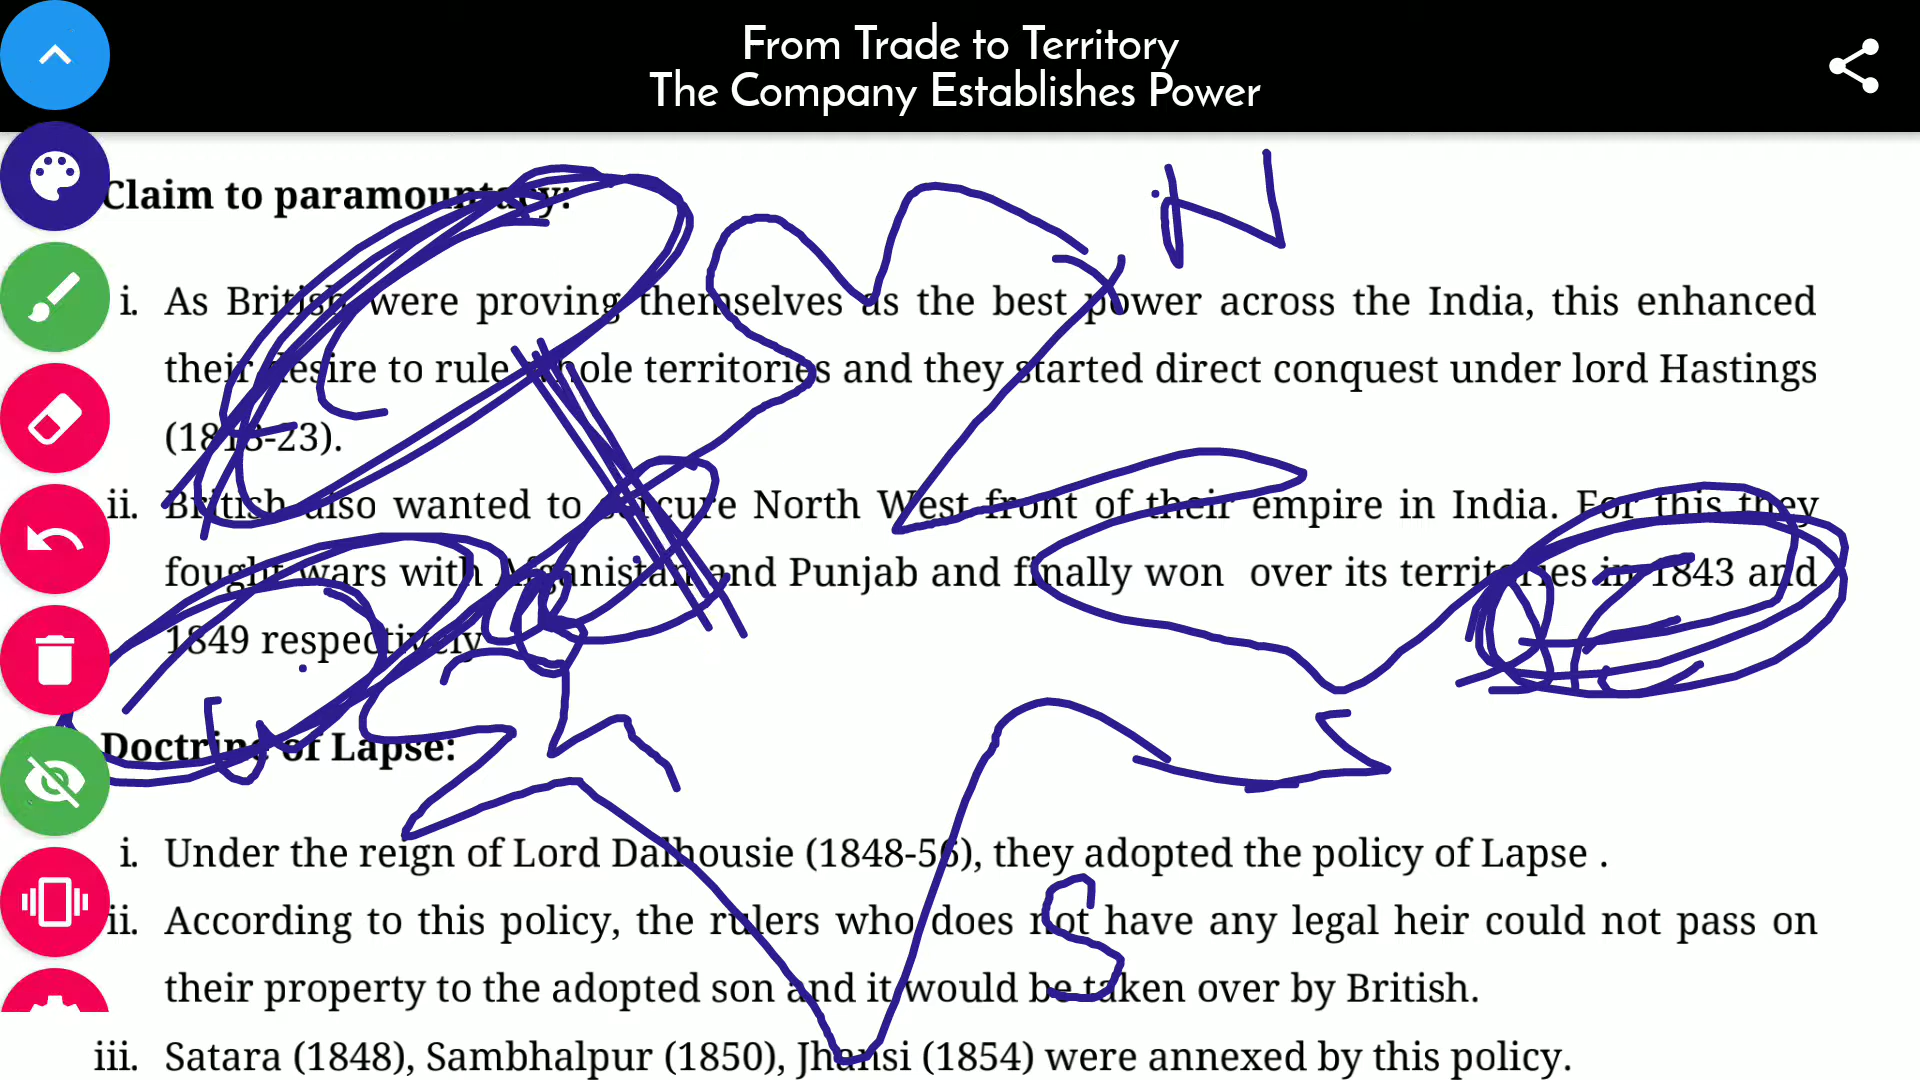 From Trade to Territory
The Company Establishes Power
N
Claim to paramountacy:
i. As British were proving themselves as the best power across the India, this enhanced
their desire to rule whole territories and they started direct conquest under lord Hastings
(1813-23).
ii. British also wanted to secure North West front of their empire in India. For this they
fought wars with Afganistan and Punjab and finally won over its territories in 1843 and
1849 respectively
E
W
Doctrine of Lapse:
i. Under the reign of Lord Dalhousie (1848-56), they adopted the policy of Lapse .
S
ii. According to this policy, the rulers who does not have any legal heir could not pass on
their property to the adopted son and it would be taken over by British.
iii. Satara (1848), Sambhalpur (1850), Jhansi (1854) were annexed by this policy.